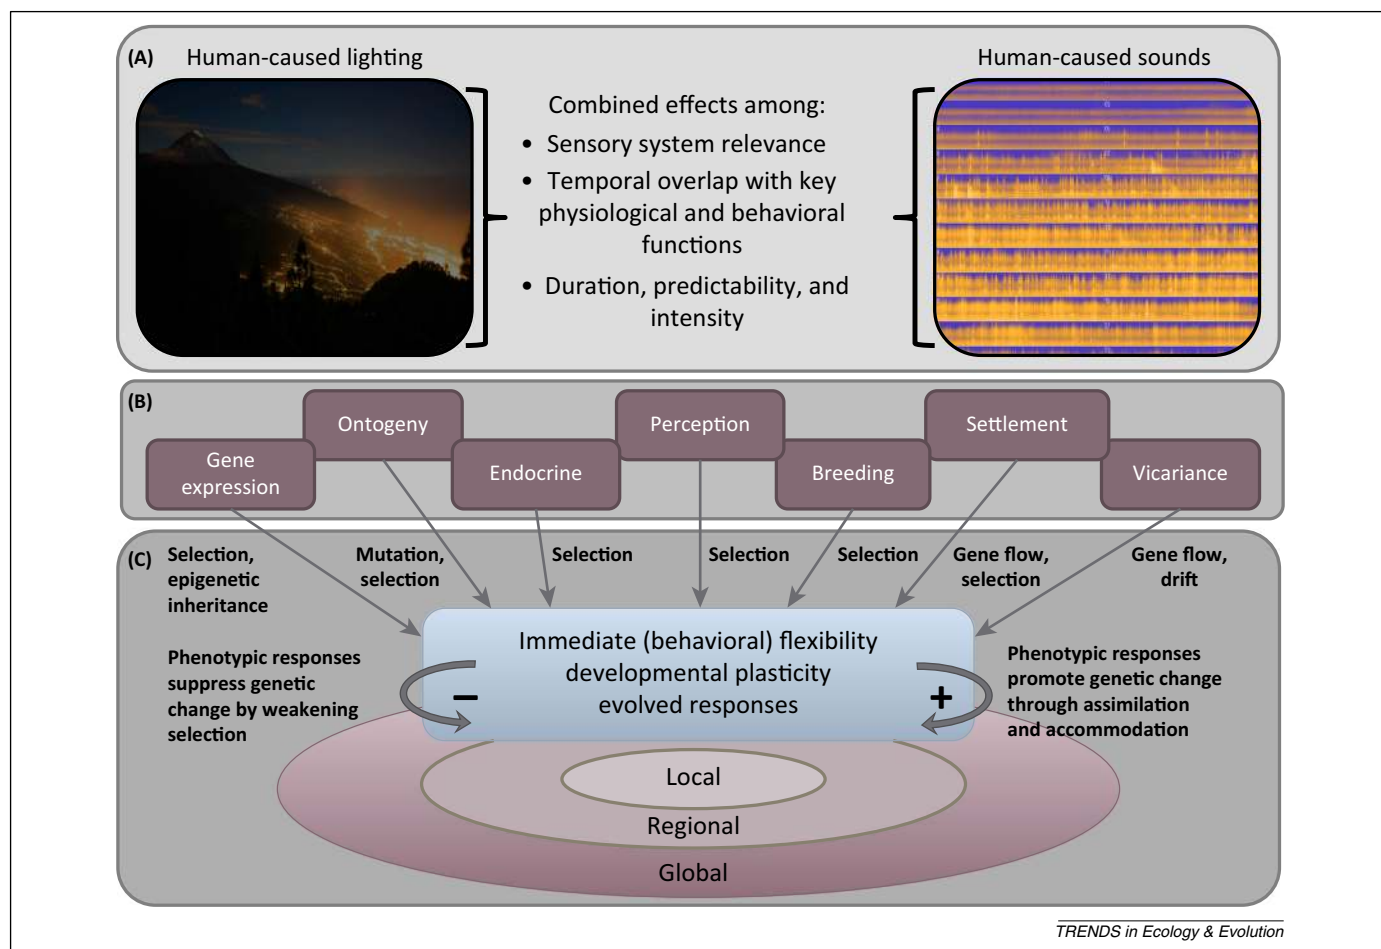 (A)
Human-caused lighting
Human-caused sounds
Combined effects among:
• Sensory system relevance
• Temporal overlap with key
physiological and behavioral
functions
• Duration, predictability, and
intensity
(B)
Gene
expression
Ontogeny
Endocrine
Perception
Breeding
Settlement
Vicariance
(C)
Selection,
epigenetic
inheritance
Mutation,
selection
Selection
Selection
Selection
Gene flow,
selection
Gene flow,
drift
Phenotypic responses
suppress genetic
change by weakening
selection
Immediate (behavioral) flexibility
developmental plasticity
evolved responses
–
+
Phenotypic responses
promote genetic change
through assimilation
and accommodation
Local
Regional
Global
TRENDS in Ecology & Evolution